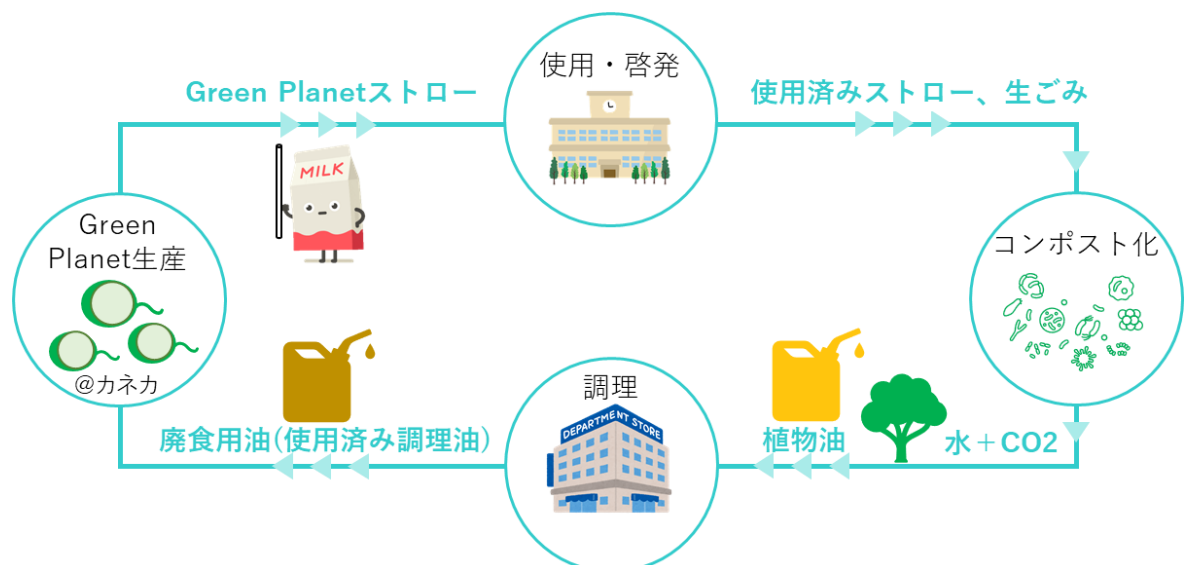 使用・啓発
Green Planetストロー
使用済みストロー、生ごみ
MILK
Green
Planet生産
@カネカ
コンポスト化
調理
DEPARTMENT STORE
廃食用油(使用済み調理油)
植物油
水＋CO2